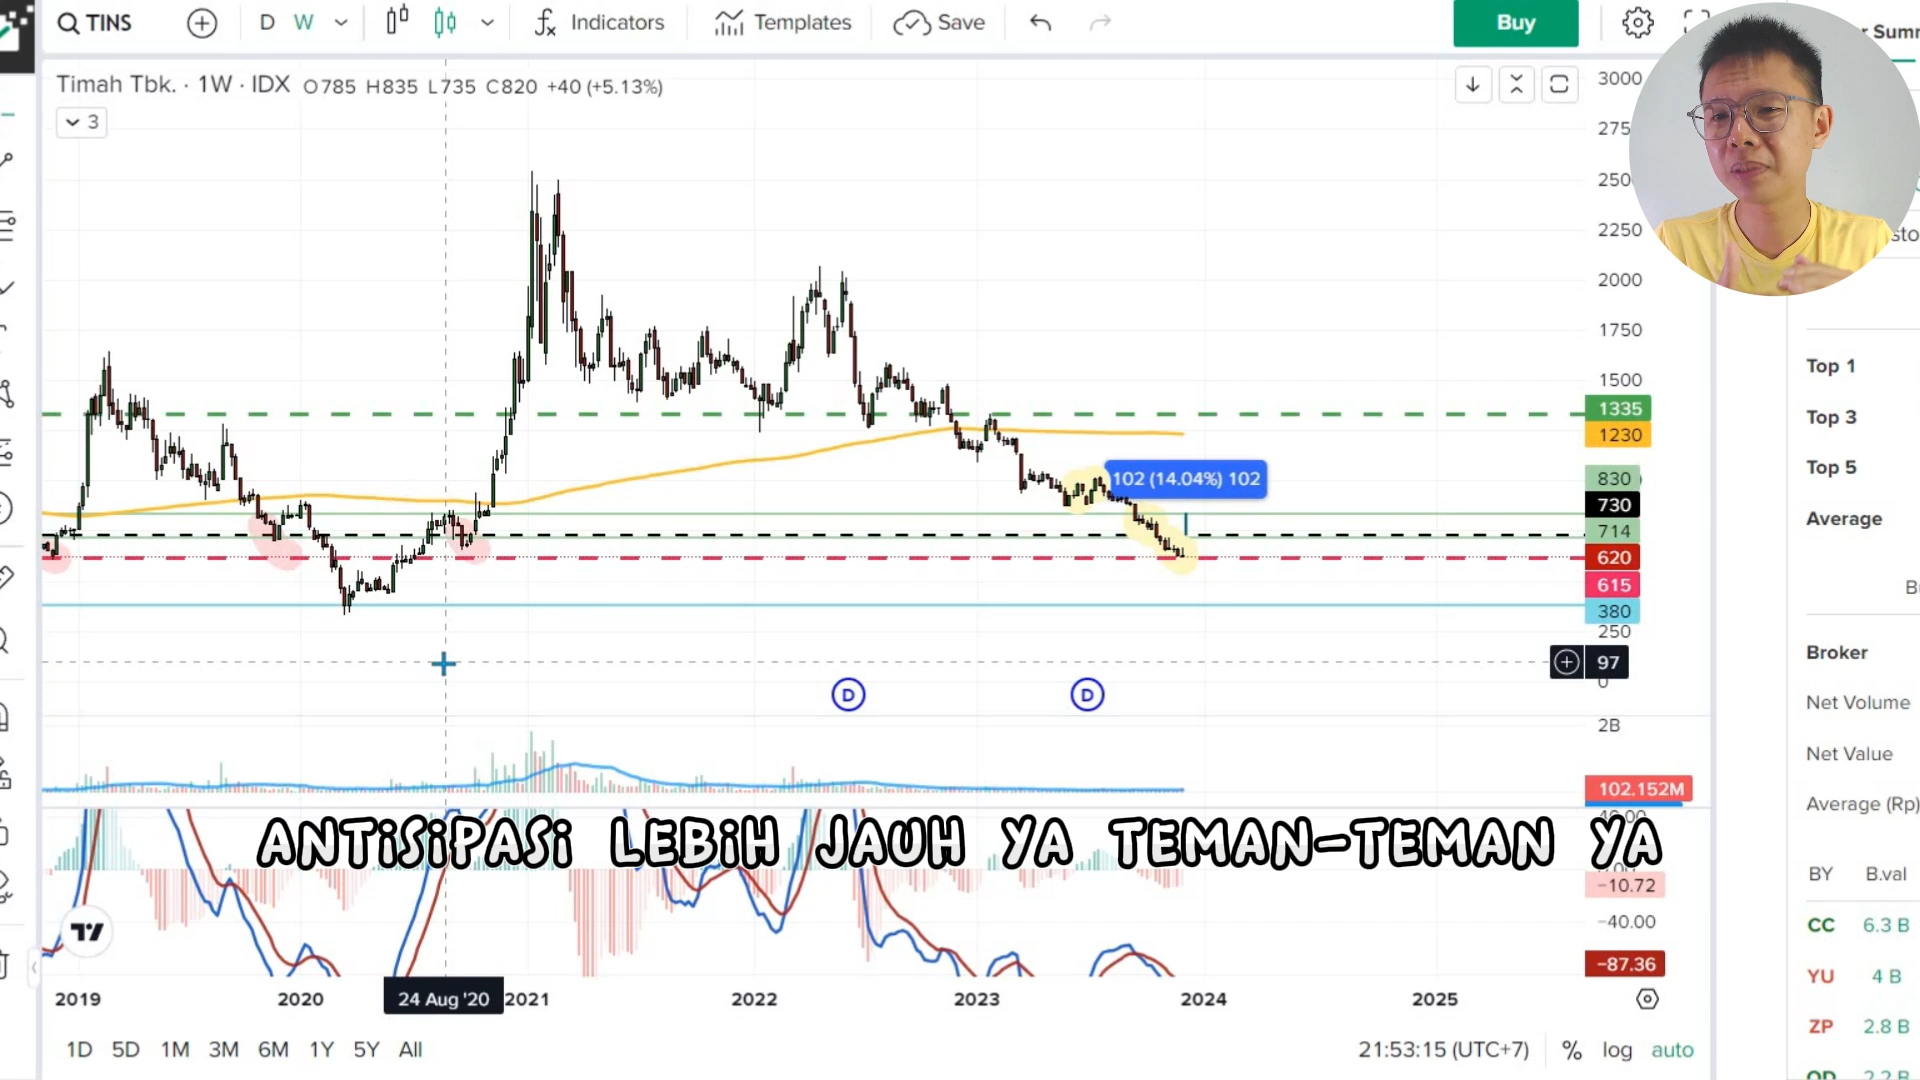 TINS
D W
Indicators
Templates
Save
Buy
Timah Tbk. · 1W · IDX O785 H835 L735 C820 +40 (+5.13%)
3
3000
2250
2000
1750
1500
1335
1230
102 (14.04%) 102
830
730
714
620
615
380
250
97
0
D
D
2B
102.152M
ANTISIPASI LEBIH JAUH YA TEMAN-TEMAN YA
−10.72
−40.00
−87.36
2019
2020
24 Aug '20
2021
2022
2023
2024
2025
1D 5D 1M 3M 6M 1Y 5Y All
21:53:15 (UTC+7) % log auto
Top 1
Top 3
Top 5
Average
Broker
Net Volume
Net Value
Average (Rp)
BY B.val
CC 6.3 B
YU 4 B
ZP 2.8 B